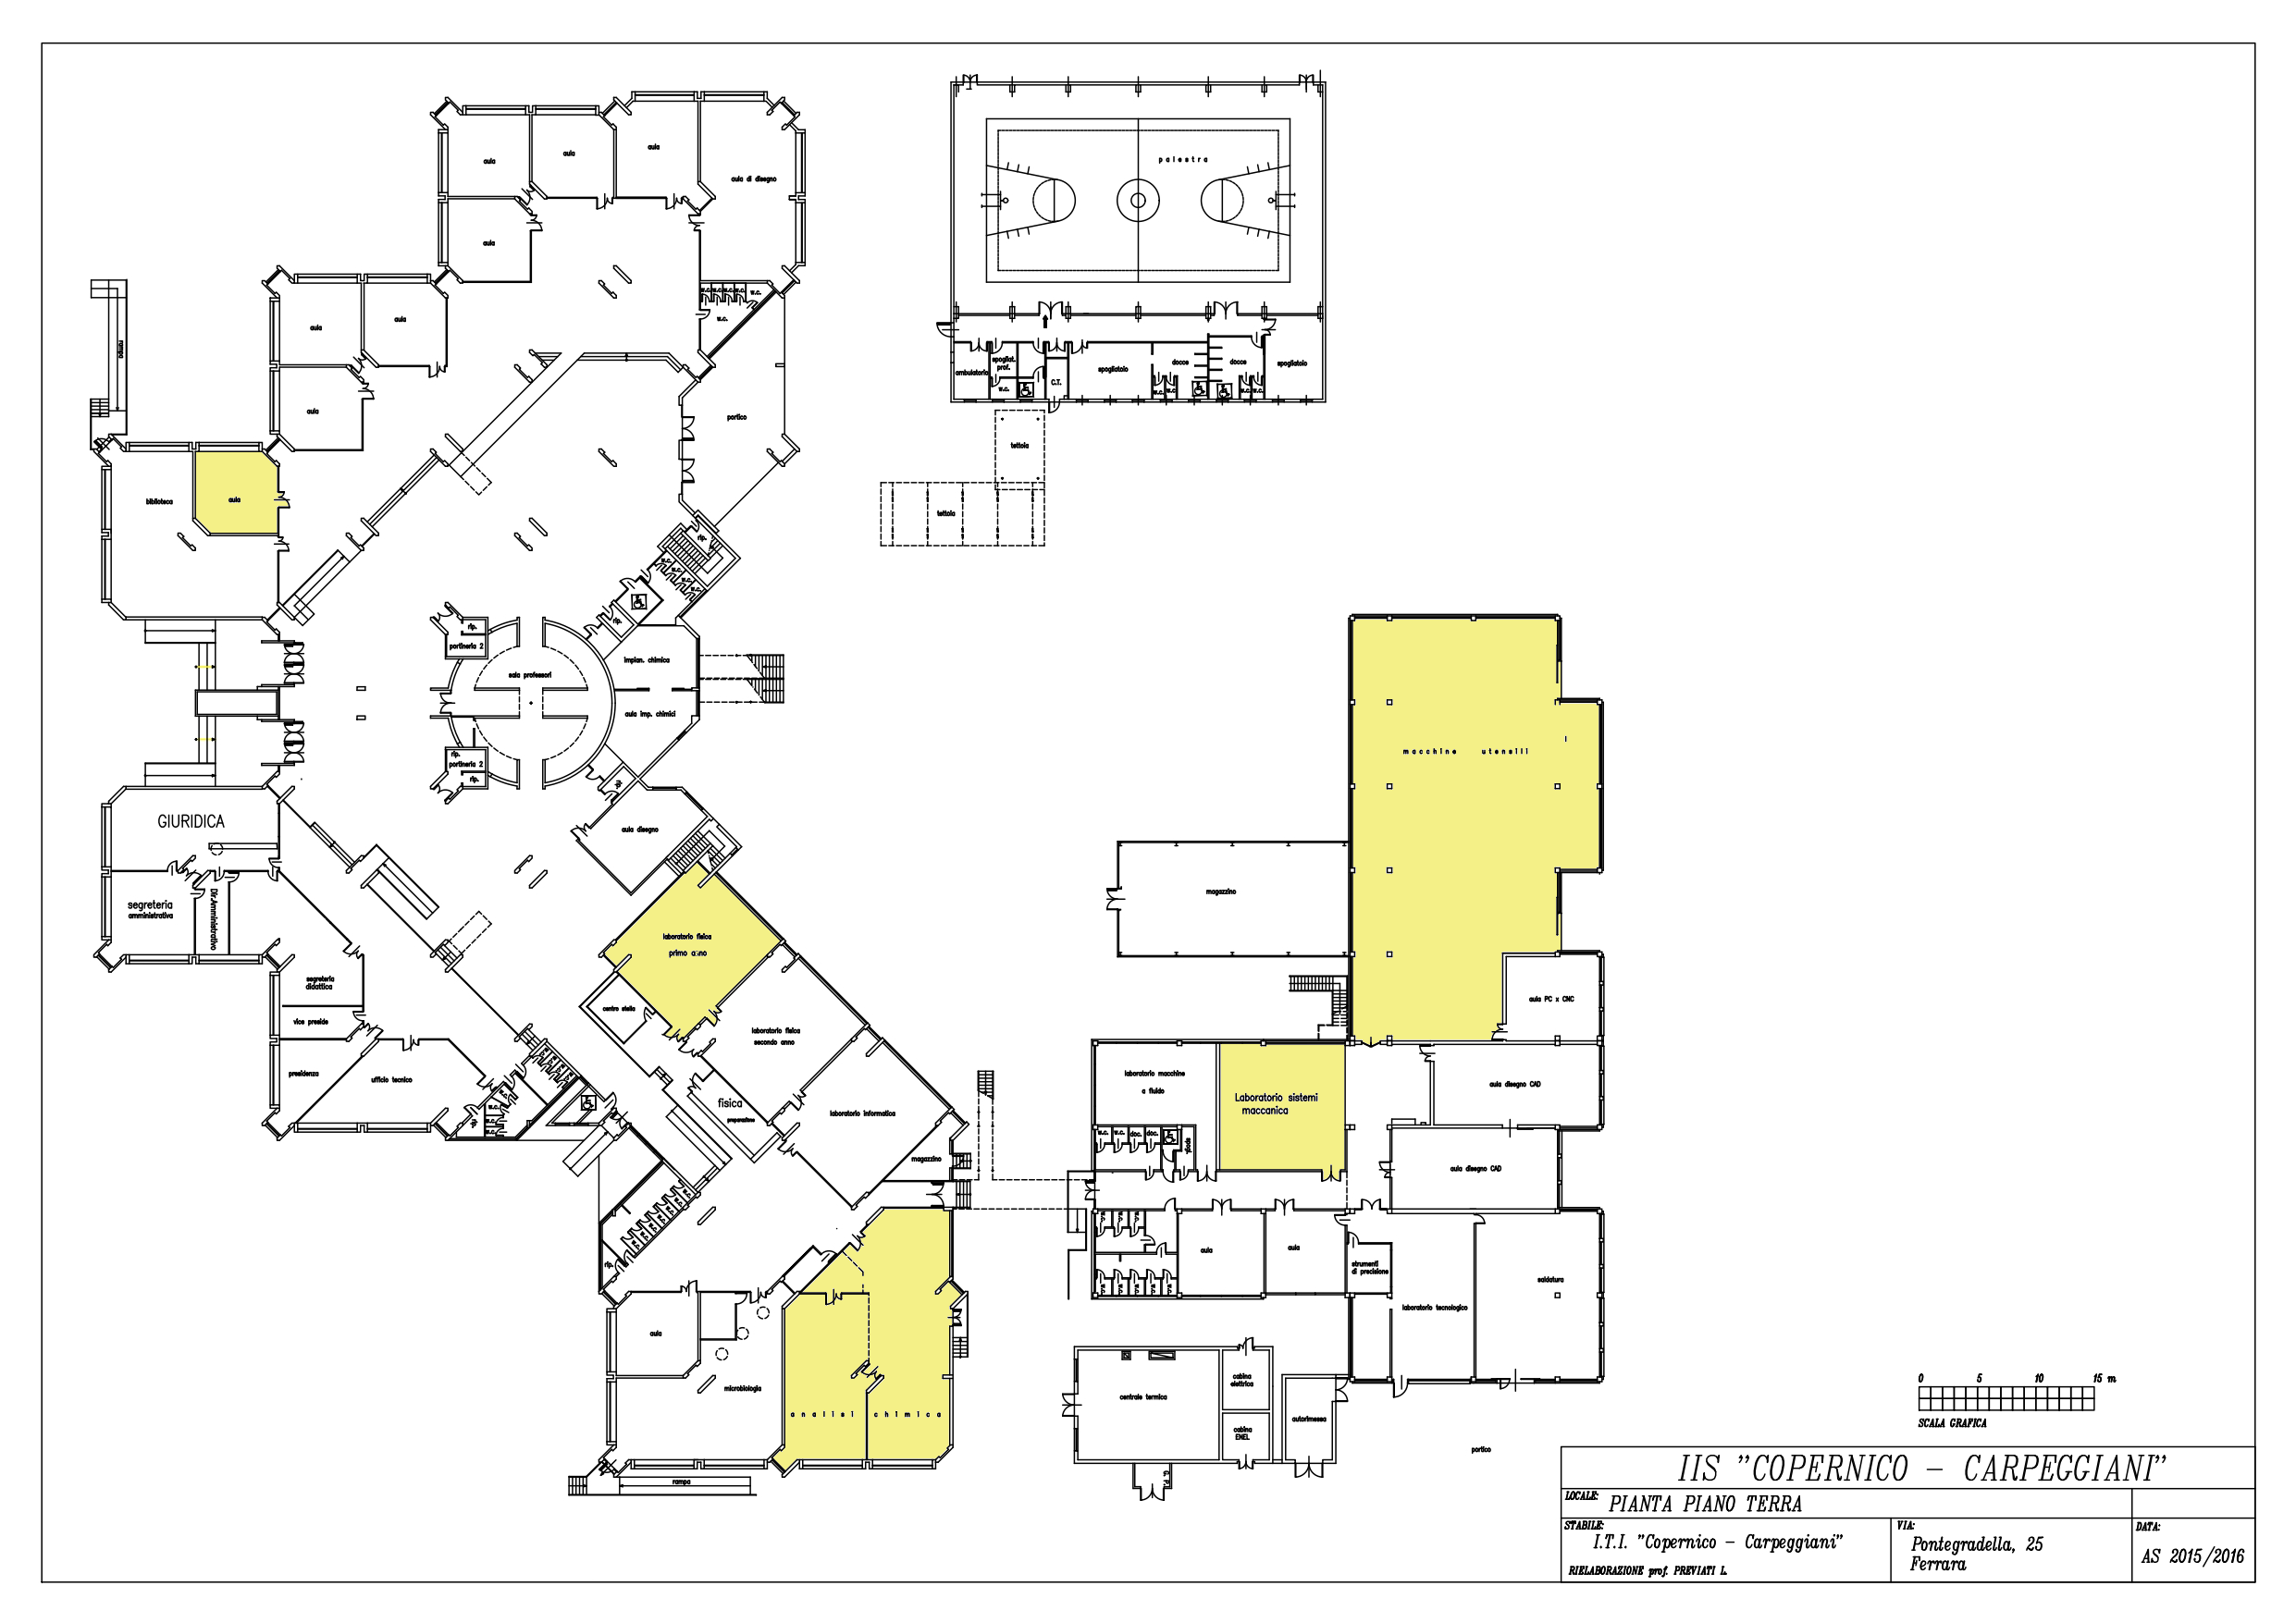 aula
aula
aula
aula di disegno
aula
w.c. w.c. w.c. w.c. w.c.
w.c.
aula
aula
aula
rampa
portico
biblioteca
aula
palestra
ambulatorio
spogliat.
prof.
w.c.
C.T.
spogliatoio
docce
w.c. w.c.
docce
w.c. w.c.
spogliatoio
tettoia
tettoia
rip.
w.c.
w.c.
w.c.
w.c.
rip.
rip.
portineria 2
sala professori
impian. chimica
aula imp. chimici
rip.
portineria 2
rip.
rip.
aula disegno
GIURIDICA
segreteria
amministrativa
Dir.Amministrativo
segreteria
didattica
vice preside
presidenza
ufficio tecnico
rip.
w.c.
w.c.
w.c.
laboratorio fisica
primo anno
centro stella
laboratorio fisica
secondo anno
fisica
preparazione
laboratorio informatica
magazzino
w.c.
w.c.
w.c.
w.c.
w.c.
w.c.
rip.
aula
microbiologia
analisi chimica
rampa
macchine utensili
magazzino
aula PC x CNC
laboratorio macchine
a fluido
Laboratorio sistemi
maccanica
aula disegno CAD
w.c. w.c. doc. doc.
spog.
aula disegno CAD
w.c. w.c. w.c.
aula
aula
strumenti
di precisione
saldatura
laboratorio tecnologico
w.c. w.c. w.c. w.c. w.c.
centrale termica
cabina
elettrica
cabina
ENEL
autorimessa
G. P.
portico
0 5 10 15 m
SCALA GRAFICA
IIS "COPERNICO - CARPEGGIANI"
LOCALE: PIANTA PIANO TERRA
STABILE: I.T.I. "Copernico - Carpeggiani"
RIELABORAZIONE prof. PREVIATI L.
VIA: Pontegradella, 25
Ferrara
DATA: AS 2015/2016